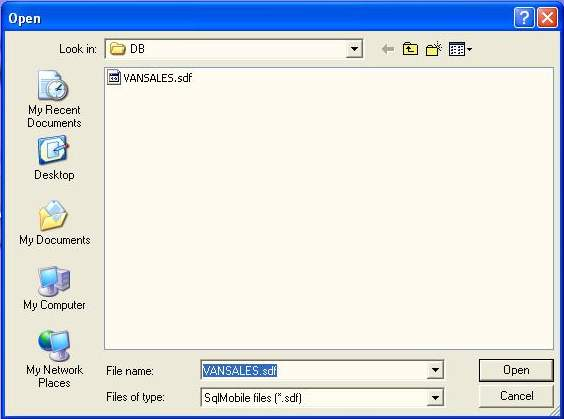 Open
Look in: DB
VANSALES.sdf
My Recent
Documents
Desktop
My Documents
My Computer
My Network
Places
File name: VANSALES.sdf Open
Files of type: SqlMobile files (*.sdf) Cancel